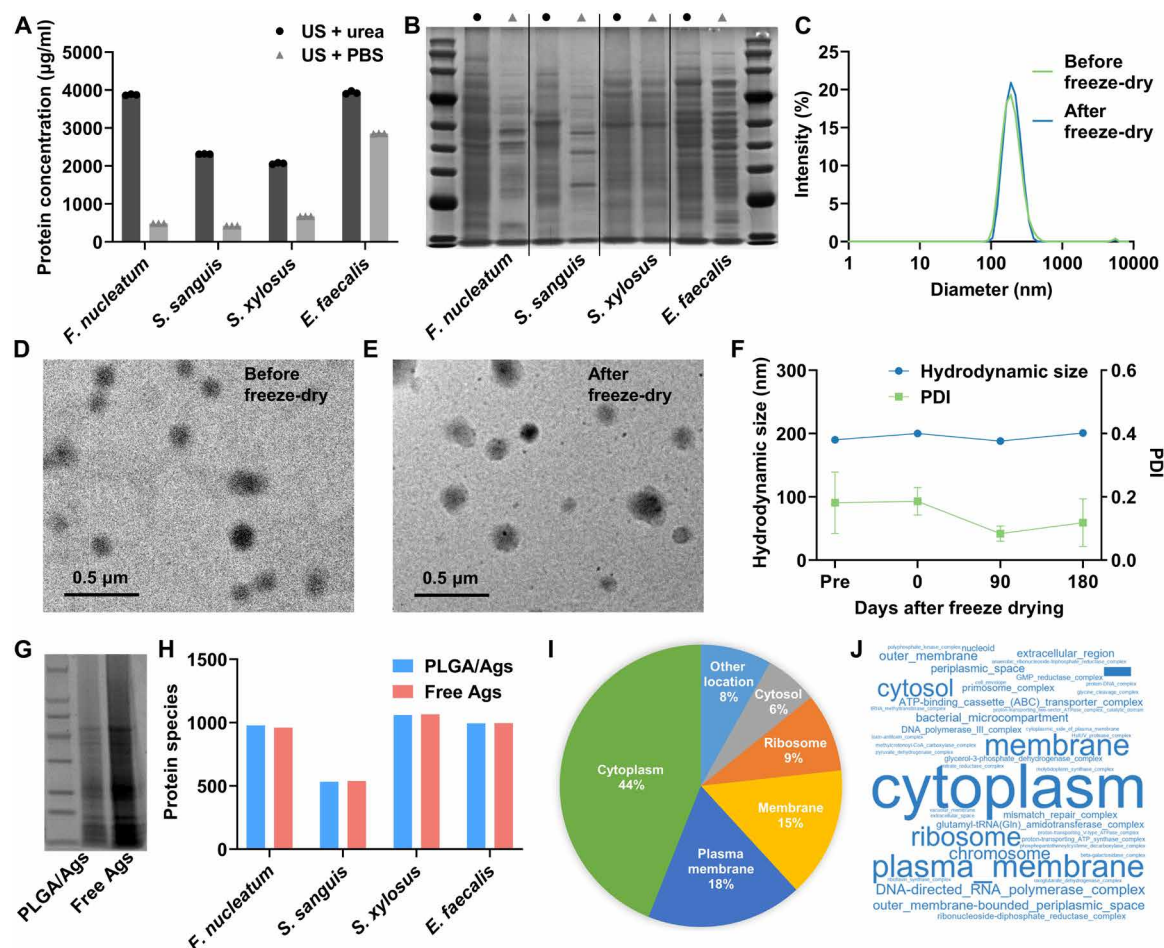 A
US + urea
US + PBS
Protein concentration (μg/ml)
5000
4000
3000
2000
1000
0
F. nucleatum
S. sanguis
S. xylosus
E. faecalis
B
F. nucleatum
S. sanguis
S. xylosus
E. faecalis
C
Before
freeze-dry
After
freeze-dry
Intensity (%)
25
20
15
10
5
0
1
10
100
1000
10000
Diameter (nm)
D
Before
freeze-dry
0.5 μm
E
After
freeze-dry
0.5 μm
F
Hydrodynamic size
PDI
Hydrodynamic size (nm)
300
200
100
0
0.6
0.4
0.2
0.0
PDI
Pre
0
90
180
Days after freeze drying
G
PLGA/Ags
Free Ags
H
PLGA/Ags
Free Ags
Protein species
1500
1000
500
0
F. nucleatum
S. sanguis
S. xylosus
E. faecalis
I
Other
location
8%
Cytosol
6%
Ribosome
9%
Membrane
15%
Plasma
membrane
18%
Cytoplasm
44%
J
nucleoid
outer_membrane
extracellular_region
periplasmic_space
GMP_reductase_complex
cytosol
primosome_complex
ATP-binding_cassette_(ABC)_transporter_complex
bacterial_microcompartment
DNA_polymerase_III_complex
membrane
glycerol-3-phosphate_dehydrogenase_complex
cytoplasm
mismatch_repair_complex
glutamyl-tRNA(Gln)_amidotransferase_complex
ribosome
proton-transporting_ATP_synthase_complex
chromosome
plasma_membrane
DNA-directed_RNA_polymerase_complex
outer_membrane-bounded_periplasmic_space
ribonucleoside-diphosphate_reductase_complex